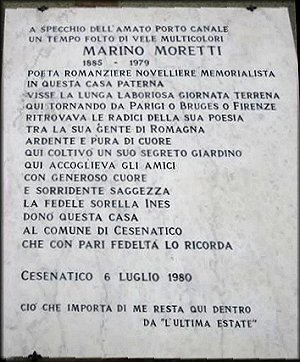 A SPECCHIO DELL'AMATO PORTO CANALE
UN TEMPO FOLTO DI VELE MULTICOLORI
MARINO MORETTI
1885 - 1979
POETA ROMANZIERE NOVELLIERE MEMORIALISTA
IN QUESTA CASA PATERNA
VISSE LA LUNGA LABORIOSA GIORNATA TERRENA
QUI TORNANDO DA PARIGI O BRUGES O FIRENZE
RITROVAVA LE RADICI DELLA SUA POESIA
TRA LA SUA GENTE DI ROMAGNA
ARDENTE E PURA DI CUORE
QUI COLTIVÒ UN SUO SEGRETO GIARDINO
QUI ACCOGLIEVA GLI AMICI
CON GENEROSO CUORE
E SORRIDENTE SAGGEZZA
LA FEDELE SORELLA INES
DONÒ QUESTA CASA
AL COMUNE DI CESENATICO
CHE CON PARI FEDELTÀ LO RICORDA
CESENATICO 6 LUGLIO 1980
CIÒ CHE IMPORTA DI ME RESTA QUI DENTRO
DA "L'ULTIMA ESTATE"